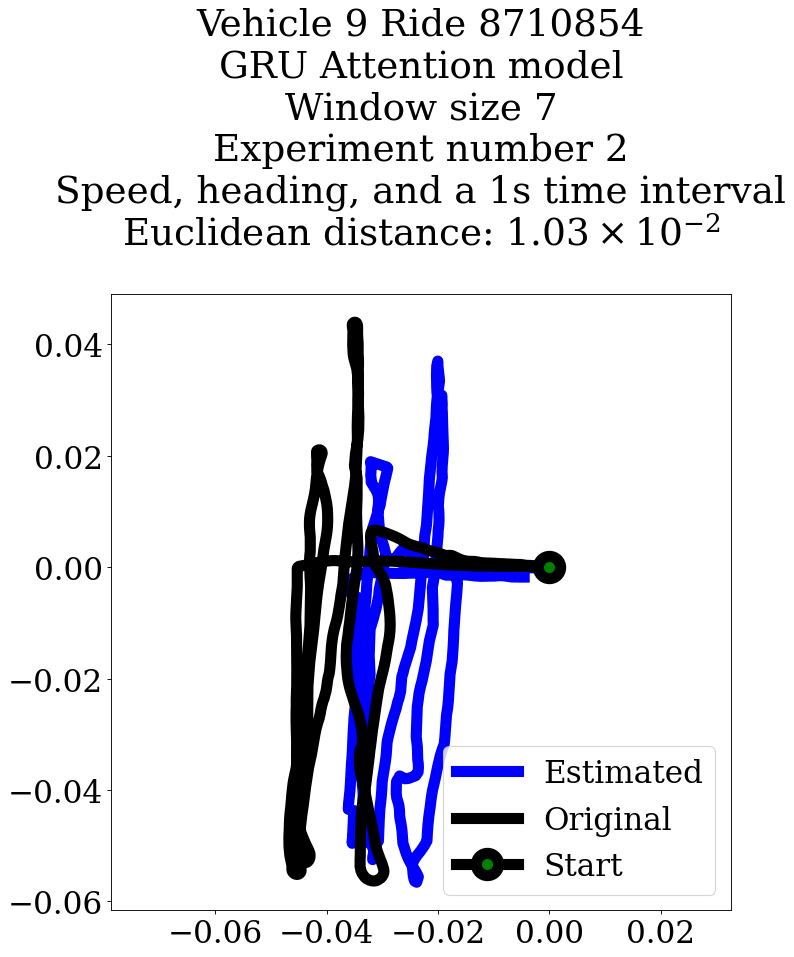 Vehicle 9 Ride 8710854
GRU Attention model
Window size 7
Experiment number 2
Speed, heading, and a 1s time interval
Euclidean distance: 1.03 × 10⁻²
0.04
0.02
0.00
−0.02
−0.04
−0.06
Estimated
Original
Start
−0.06 −0.04 −0.02 0.00 0.02